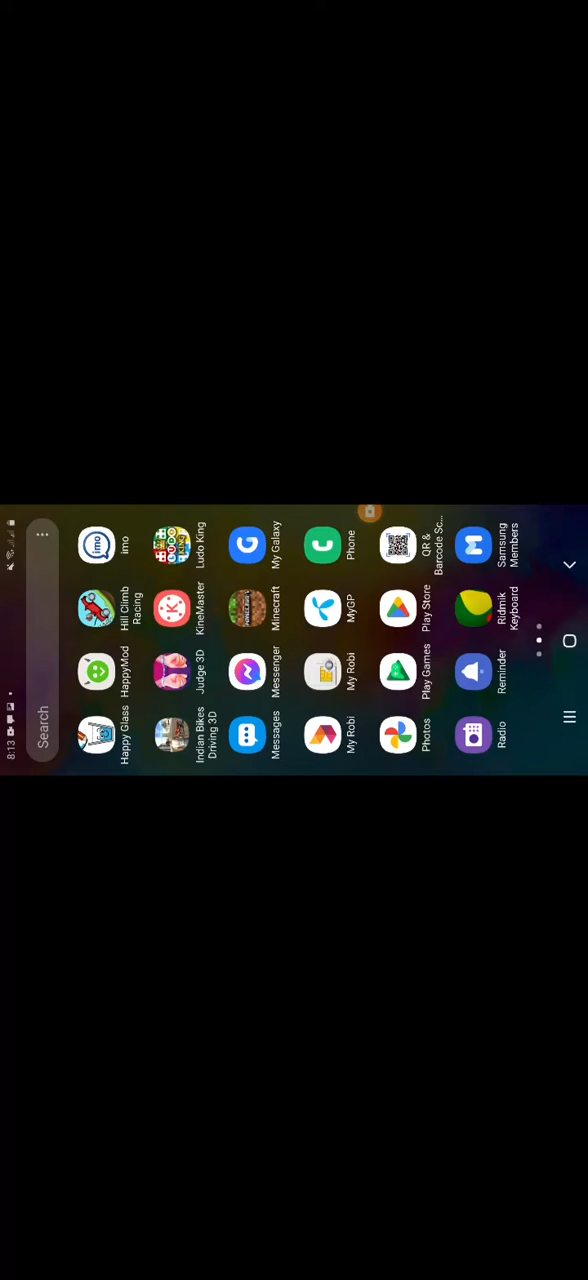 8:13
Search
Happy Glass
HappyMod
Hill Climb
Racing
imo
Indian Bikes
Driving 3D
Judge 3D
KineMaster
Ludo King
Messages
Messenger
Minecraft
My Galaxy
My Robi
My Robi
MyGP
Phone
Photos
Play Games
Play Store
QR &
Barcode Sc...
Radio
Reminder
Ridmik
Keyboard
Samsung
Members